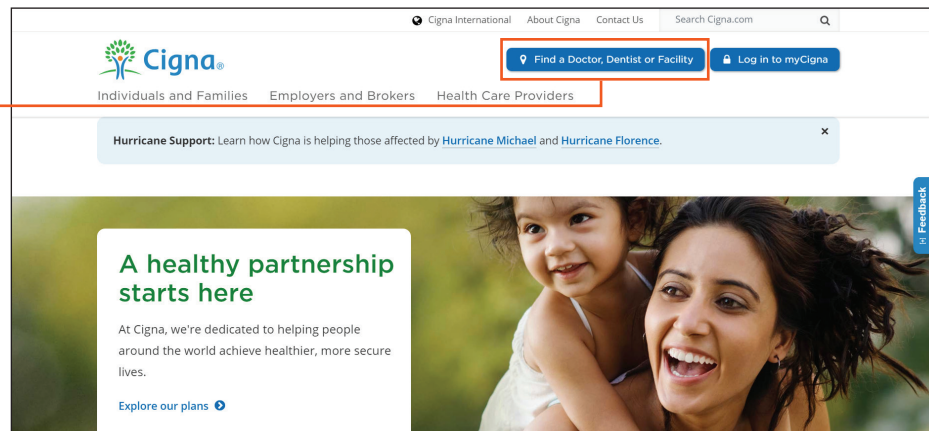 Cigna International About Cigna Contact Us Search Cigna.com
Cigna®
Find a Doctor, Dentist or Facility Log in to myCigna
Individuals and Families Employers and Brokers Health Care Providers
Hurricane Support: Learn how Cigna is helping those affected by Hurricane Michael and Hurricane Florence. ×
Feedback
A healthy partnership
starts here
At Cigna, we're dedicated to helping people
around the world achieve healthier, more secure
lives.
Explore our plans